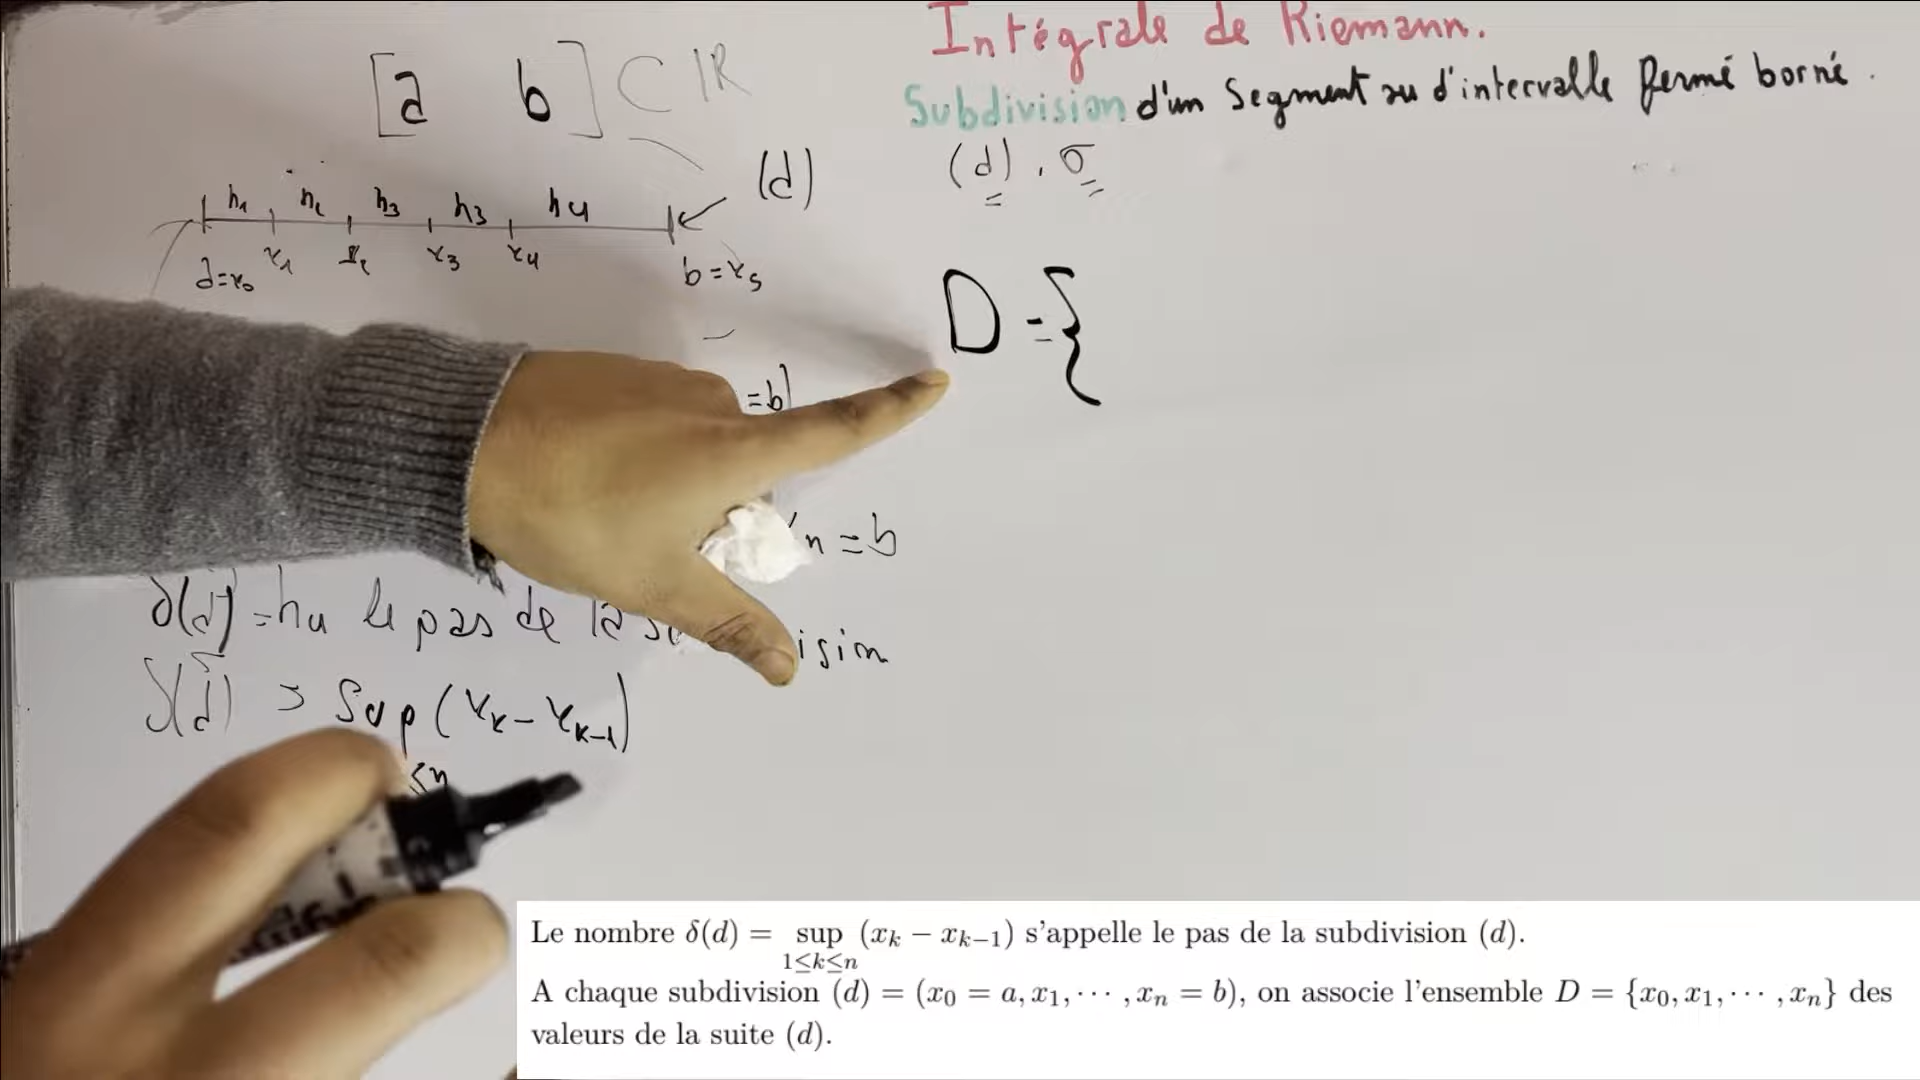 Intégrale de Riemann.
Subdivision d'un segment ou d'intervalle fermé borné.
[a b] ⊂ IR
(d)
(d), σ
h1 h2 h3 h3 h4
a=x0 x1 x2 x3 x4 b=x5
D = {
=b)
n = b
δ(d) = h4 le pas de la
ision
δ(d) = Sup (xk - xk-1)
≤n
Le nombre δ(d) = sup (xk − xk−1) s'appelle le pas de la subdivision (d).
1≤k≤n
A chaque subdivision (d) = (x0 = a, x1, ··· , xn = b), on associe l'ensemble D = {x0, x1, ··· , xn} des
valeurs de la suite (d).